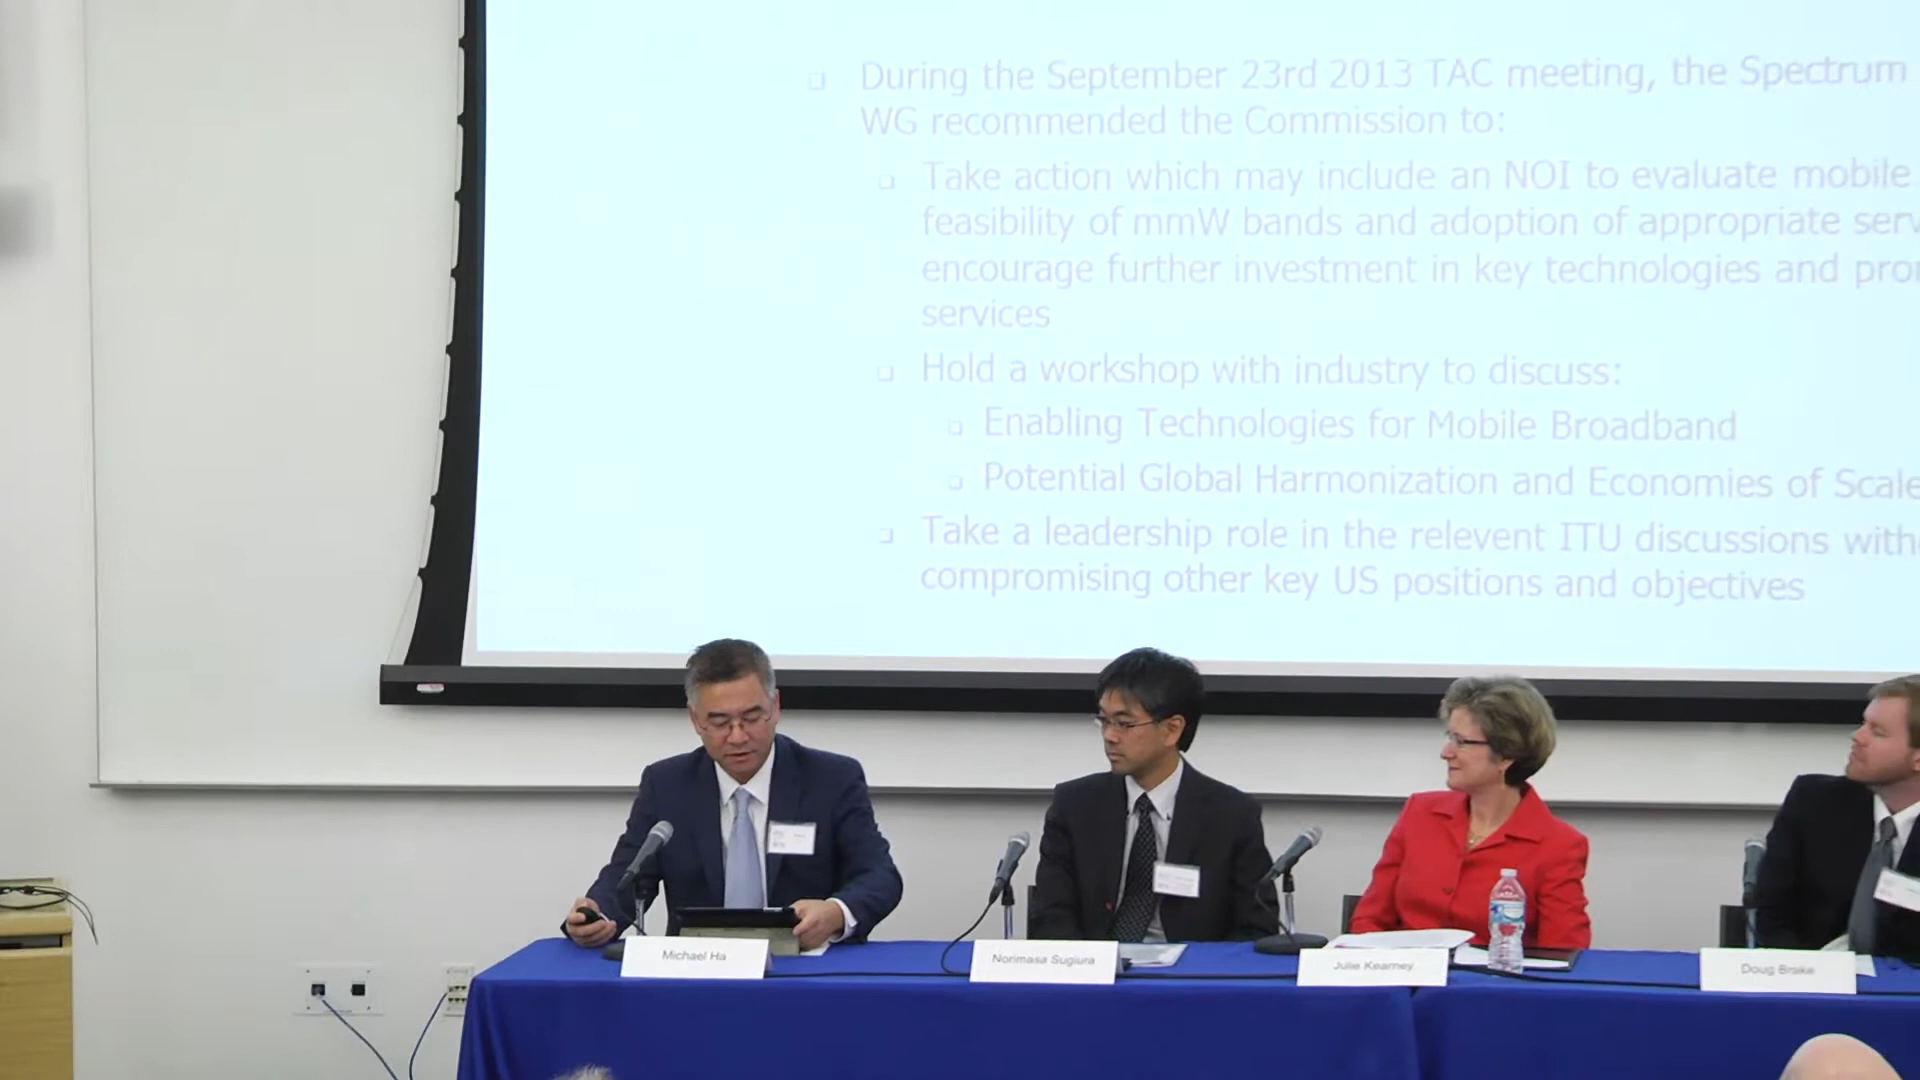 During the September 23rd 2013 TAC meeting, the Spectrum
WG recommended the Commission to:
Take action which may include an NOI to evaluate mobile
feasibility of mmW bands and adoption of appropriate
encourage further investment in key technologies and
services
Hold a workshop with industry to discuss:
Enabling Technologies for Mobile Broadband
Potential Global Harmonization and Economies of Scale
Take a leadership role in the relevent ITU discussions
compromising other key US positions and objectives
Michael Ha
Norimasa Sugiura
Julie Kearney
Doug Brake